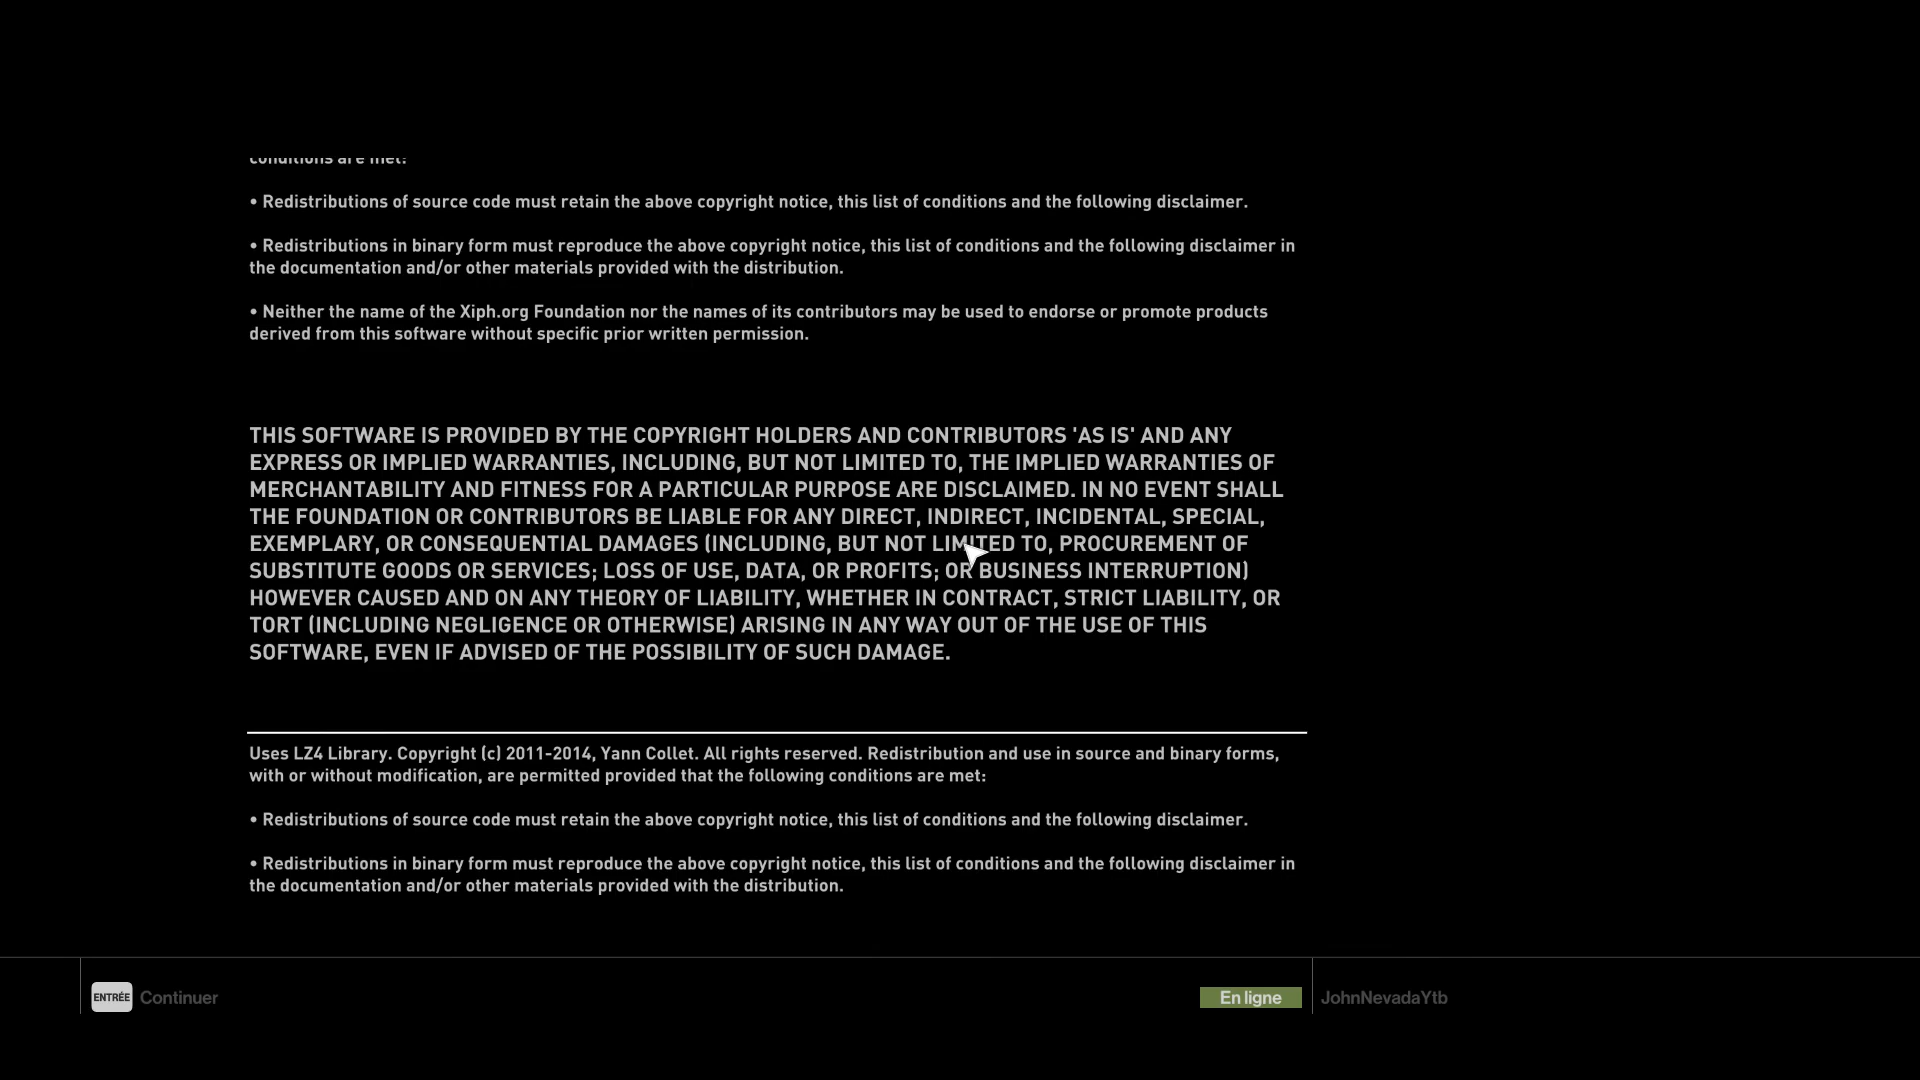 conditions are met:
• Redistributions of source code must retain the above copyright notice, this list of conditions and the following disclaimer.
• Redistributions in binary form must reproduce the above copyright notice, this list of conditions and the following disclaimer in
the documentation and/or other materials provided with the distribution.
• Neither the name of the Xiph.org Foundation nor the names of its contributors may be used to endorse or promote products
derived from this software without specific prior written permission.
THIS SOFTWARE IS PROVIDED BY THE COPYRIGHT HOLDERS AND CONTRIBUTORS 'AS IS' AND ANY
EXPRESS OR IMPLIED WARRANTIES, INCLUDING, BUT NOT LIMITED TO, THE IMPLIED WARRANTIES OF
MERCHANTABILITY AND FITNESS FOR A PARTICULAR PURPOSE ARE DISCLAIMED. IN NO EVENT SHALL
THE FOUNDATION OR CONTRIBUTORS BE LIABLE FOR ANY DIRECT, INDIRECT, INCIDENTAL, SPECIAL,
EXEMPLARY, OR CONSEQUENTIAL DAMAGES (INCLUDING, BUT NOT LIMITED TO, PROCUREMENT OF
SUBSTITUTE GOODS OR SERVICES; LOSS OF USE, DATA, OR PROFITS; OR BUSINESS INTERRUPTION)
HOWEVER CAUSED AND ON ANY THEORY OF LIABILITY, WHETHER IN CONTRACT, STRICT LIABILITY, OR
TORT (INCLUDING NEGLIGENCE OR OTHERWISE) ARISING IN ANY WAY OUT OF THE USE OF THIS
SOFTWARE, EVEN IF ADVISED OF THE POSSIBILITY OF SUCH DAMAGE.
Uses LZ4 Library. Copyright (c) 2011-2014, Yann Collet. All rights reserved. Redistribution and use in source and binary forms,
with or without modification, are permitted provided that the following conditions are met:
• Redistributions of source code must retain the above copyright notice, this list of conditions and the following disclaimer.
• Redistributions in binary form must reproduce the above copyright notice, this list of conditions and the following disclaimer in
the documentation and/or other materials provided with the distribution.
ENTRÉE Continuer
En ligne
JohnNevadaYtb